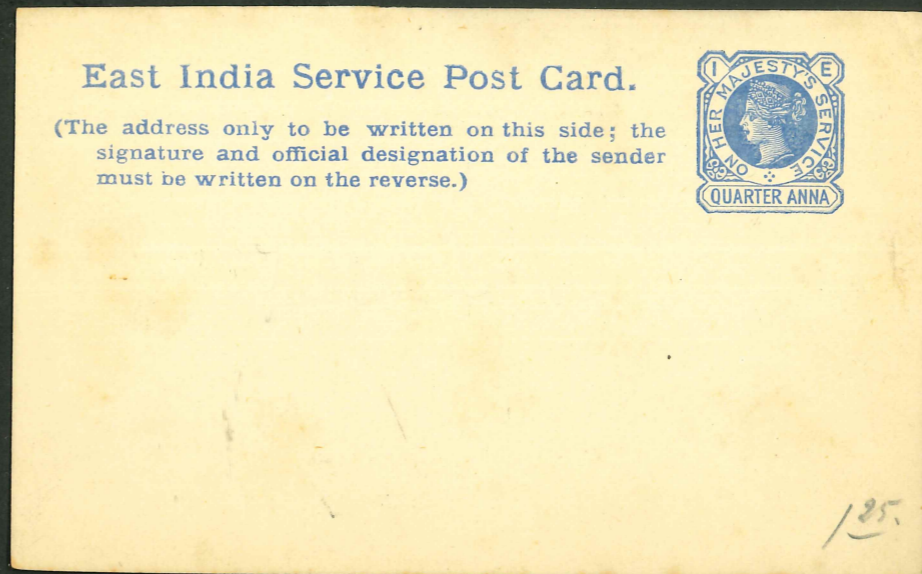 East India Service Post Card.
(The address only to be written on this side; the
signature and official designation of the sender
must be written on the reverse.)
I E
ON HER MAJESTY'S SERVICE
QUARTER ANNA
1 25.